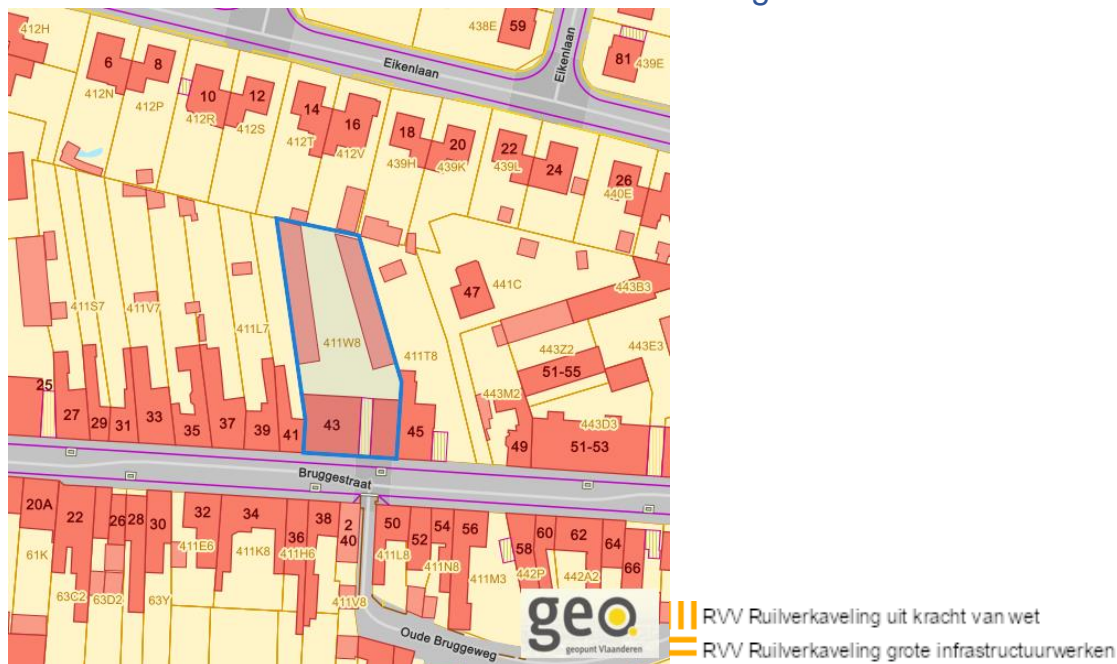 412H
438E
59
Eikenlaan
Eikenlaan
81
439E
6
8
412N
412P
10
12
412R
412S
14
16
412T
412V
18
20
439H
439K
22
24
439L
26
440E
47
441C
443B3
411S7
411V7
411L7
411W8
411T8
443Z2
443E3
51-55
443M2
443D3
25
27
29
31
33
35
37
39
41
43
45
49
51-53
Bruggestraat
20A
22
26
28
30
32
34
36
38
2
40
50
52
54
56
58
60
62
64
66
61K
63C2
63D2
63Y
411E6
411K8
411H6
411V8
411L8
411N8
411M3
442P
442A2
Oude Bruggeweg
geo
geopunt Vlaanderen
RVV Ruilverkaveling uit kracht van wet
RVV Ruilverkaveling grote infrastructuurwerken